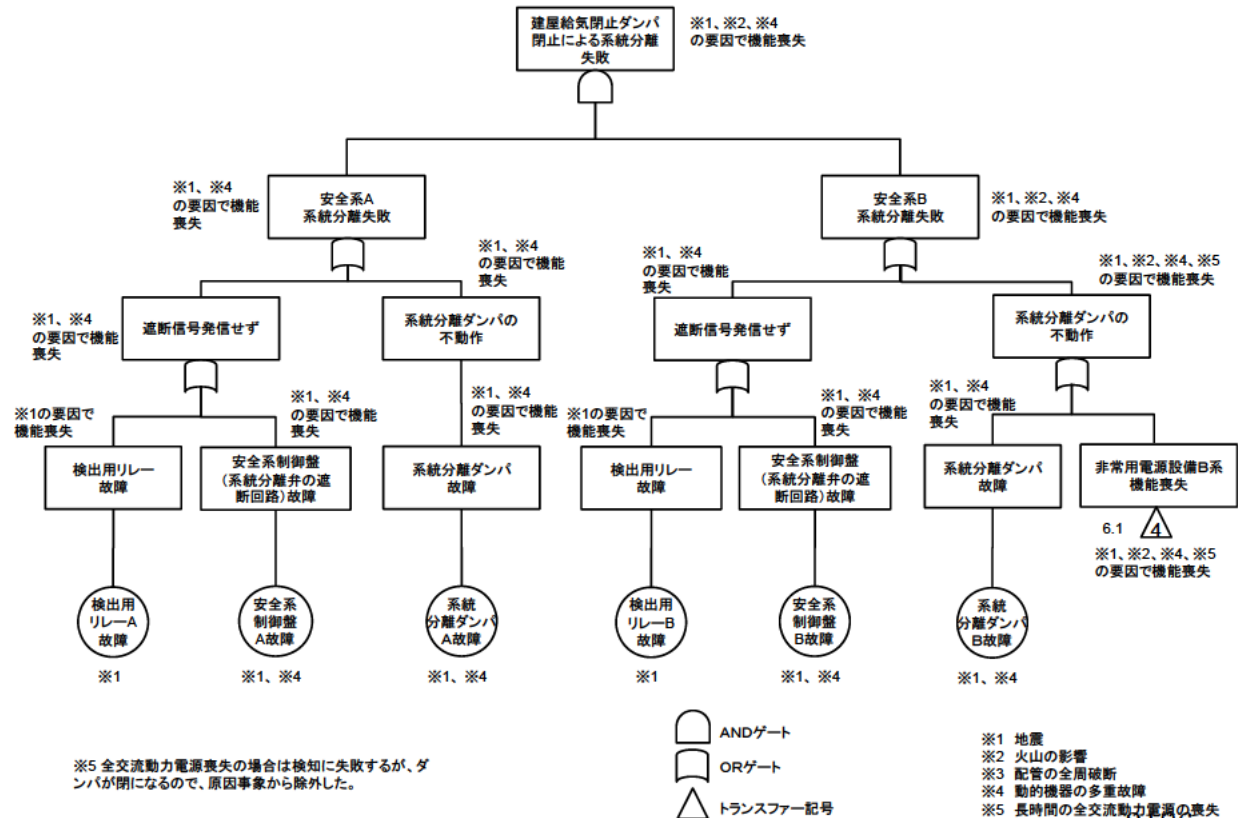 建屋給気閉止ダンパ
閉止による系統分離
失敗
※1、※2、※4
の要因で機能喪失
※1、※4
の要因で機能
喪失
安全系A
系統分離失敗
安全系B
系統分離失敗
※1、※2、※4
の要因で機能喪失
※1、※4
の要因で機能
喪失
遮断信号発信せず
※1、※4
の要因で機能
喪失
系統分離ダンパの
不動作
※1、※4
の要因で機能
喪失
遮断信号発信せず
※1、※2、※4、※5
の要因で機能喪失
系統分離ダンパの
不動作
※1の要因で
機能喪失
検出用リレー
故障
※1、※4
の要因で機能
喪失
安全系制御盤
(系統分離弁の遮
断回路)故障
※1、※4
の要因で機能
喪失
系統分離ダンパ
故障
※1の要因で
機能喪失
検出用リレー
故障
※1、※4
の要因で機能
喪失
安全系制御盤
(系統分離弁の遮
断回路)故障
※1、※4
の要因で機能
喪失
系統分離ダンパ
故障
非常用電源設備B系
機能喪失
6.1
4
※1、※2、※4、※5
の要因で機能喪失
検出用
リレーA
故障
※1
安全系
制御盤
A故障
※1、※4
系統
分離ダンパ
A故障
※1、※4
検出用
リレーB
故障
※1
安全系
制御盤
B故障
※1、※4
系統
分離ダンパ
B故障
※1、※4
※5 全交流動力電源喪失の場合は検知に失敗するが、ダ
ンパが閉になるので、原因事象から除外した。
ANDゲート
ORゲート
トランスファー記号
※1 地震
※2 火山の影響
※3 配管の全周破断
※4 動的機器の多重故障
※5 長時間の全交流動力電源の喪失